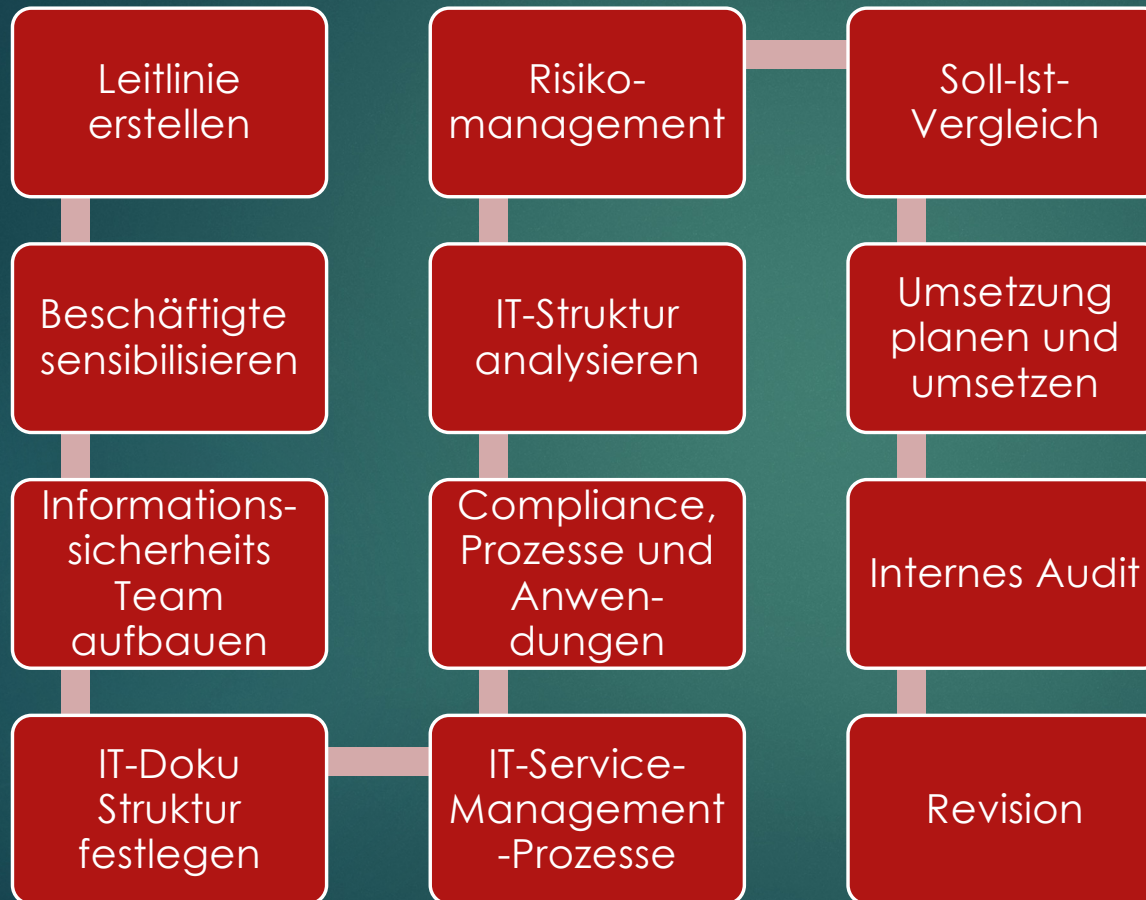 Leitlinie
erstellen
Beschäftigte
sensibilisieren
Informations-
sicherheits
Team
aufbauen
IT-Doku
Struktur
festlegen
IT-Service-
Management
-Prozesse
Compliance,
Prozesse und
Anwen-
dungen
IT-Struktur
analysieren
Risiko-
management
Soll-Ist-
Vergleich
Umsetzung
planen und
umsetzen
Internes Audit
Revision